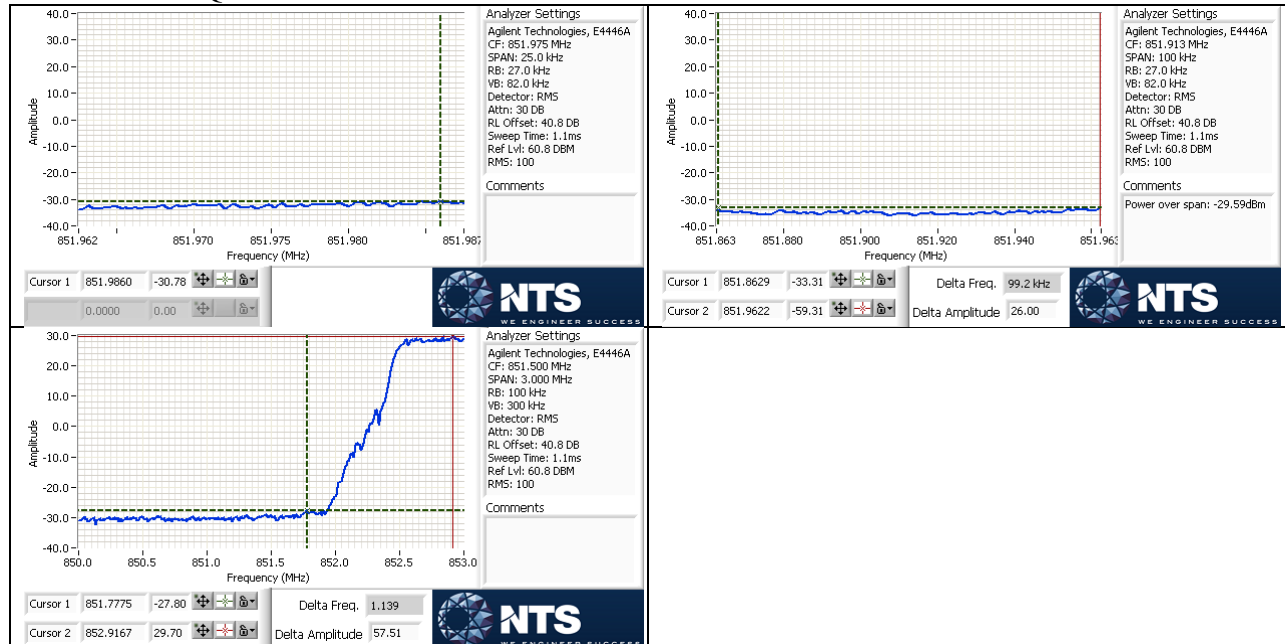 40.0
30.0
20.0
10.0
0.0
-10.0
-20.0
-30.0
-40.0
Amplitude
851.962
851.970
851.975
851.980
851.987
Frequency (MHz)
Analyzer Settings
Agilent Technologies, E4446A
CF: 851.975 MHz
SPAN: 25.0 kHz
RB: 27.0 kHz
VB: 82.0 kHz
Detector: RMS
Attn: 30 DB
RL Offset: 40.8 DB
Sweep Time: 1.1ms
Ref Lvl: 60.8 DBM
RMS: 100
Comments
Cursor 1 851.9860 -30.78
0.0000 0.00
NTS
WE ENGINEER SUCCESS
40.0
30.0
20.0
10.0
0.0
-10.0
-20.0
-30.0
-40.0
Amplitude
851.863
851.880
851.900
851.920
851.940
851.963
Frequency (MHz)
Analyzer Settings
Agilent Technologies, E4446A
CF: 851.913 MHz
SPAN: 100 kHz
RB: 27.0 kHz
VB: 82.0 kHz
Detector: RMS
Attn: 30 DB
RL Offset: 40.8 DB
Sweep Time: 1.1ms
Ref Lvl: 60.8 DBM
RMS: 100
Comments
Power over span: -29.59dBm
Cursor 1 851.8629 -33.31
Delta Freq. 99.2 kHz
Cursor 2 851.9622 -59.31
Delta Amplitude 26.00
NTS
WE ENGINEER SUCCESS
30.0
20.0
10.0
0.0
-10.0
-20.0
-30.0
-40.0
Amplitude
850.0
850.5
851.0
851.5
852.0
852.5
853.0
Frequency (MHz)
Analyzer Settings
Agilent Technologies, E4446A
CF: 851.500 MHz
SPAN: 3.000 MHz
RB: 100 kHz
VB: 300 kHz
Detector: RMS
Attn: 30 DB
RL Offset: 40.8 DB
Sweep Time: 1.1ms
Ref Lvl: 60.8 DBM
RMS: 100
Comments
Cursor 1 851.7775 -27.80
Delta Freq. 1.139
Cursor 2 852.9167 29.70
Delta Amplitude 57.51
NTS
WE ENGINEER SUCCESS